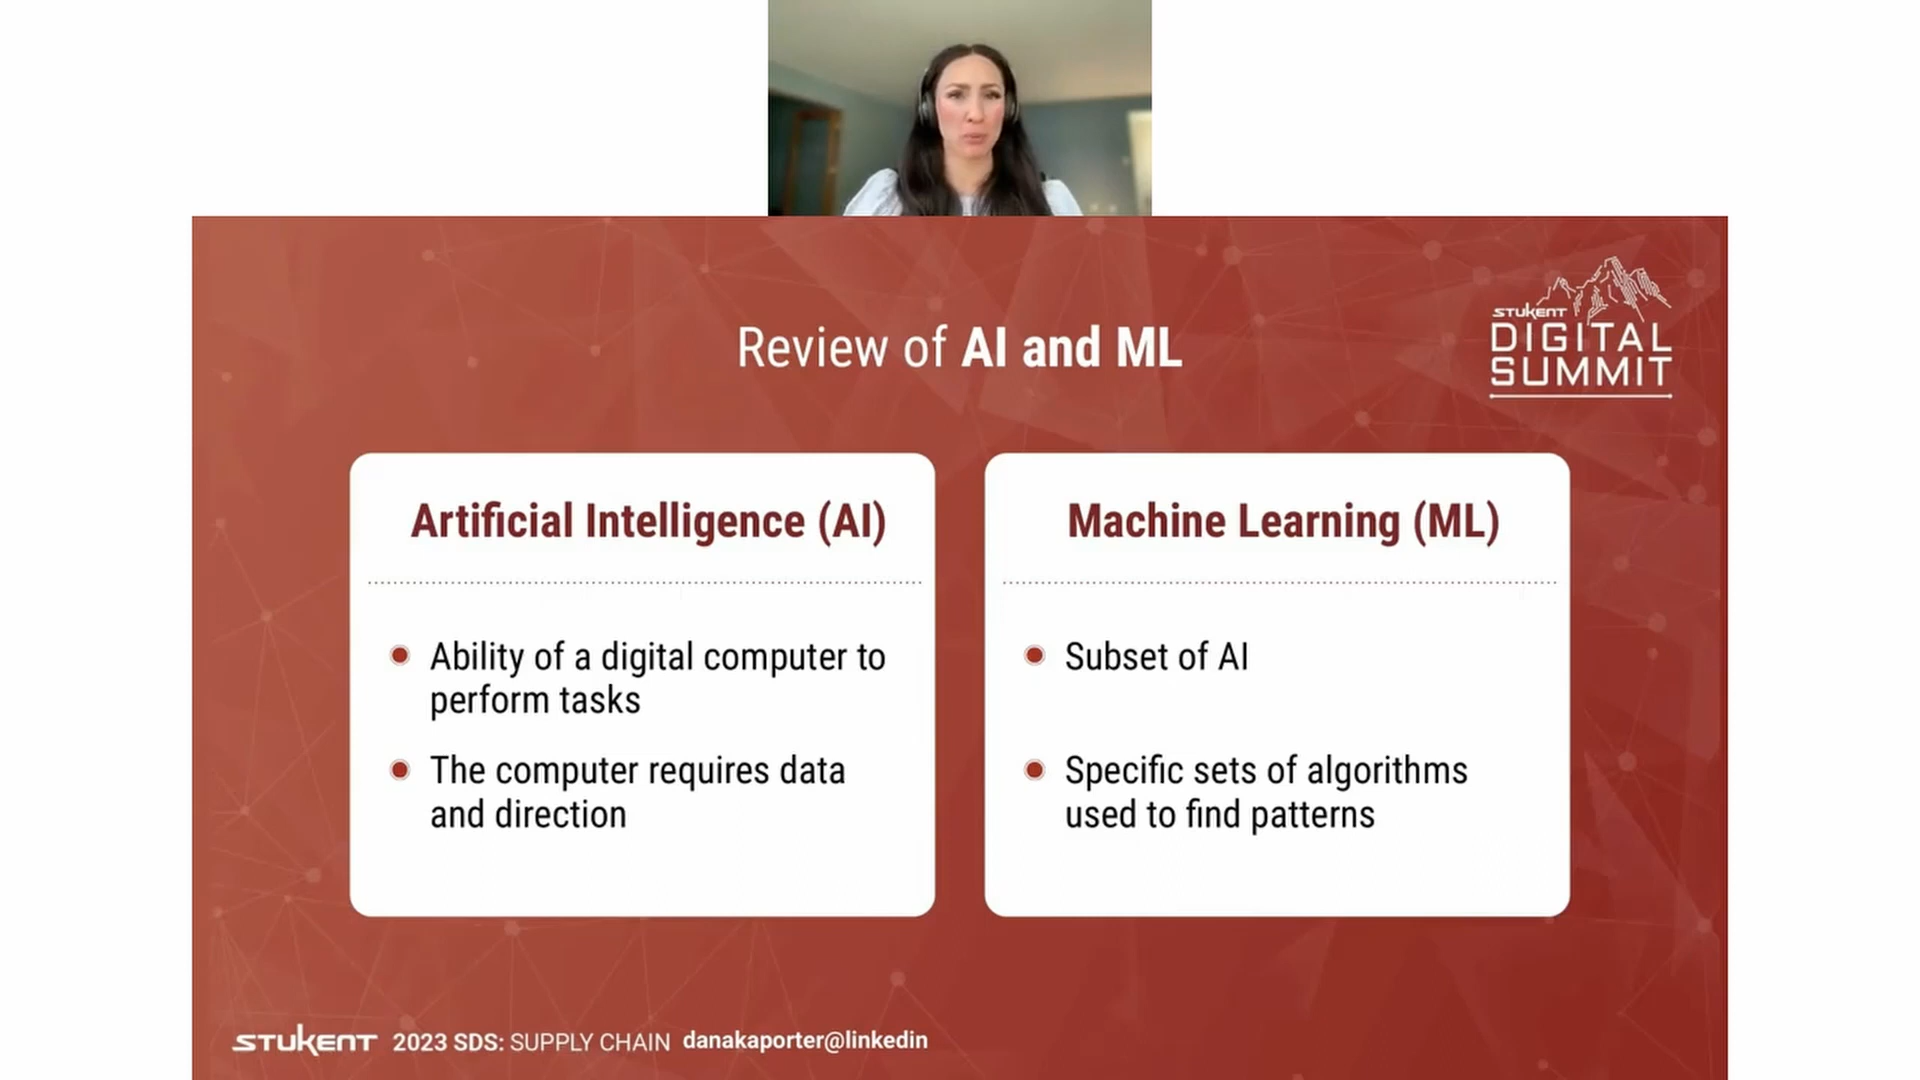 Review of AI and ML
STUKENT
DIGITAL
SUMMIT
Artificial Intelligence (AI)
Ability of a digital computer to
perform tasks
The computer requires data
and direction
Machine Learning (ML)
Subset of AI
Specific sets of algorithms
used to find patterns
STUKENT 2023 SDS: SUPPLY CHAIN danakaporter@linkedin